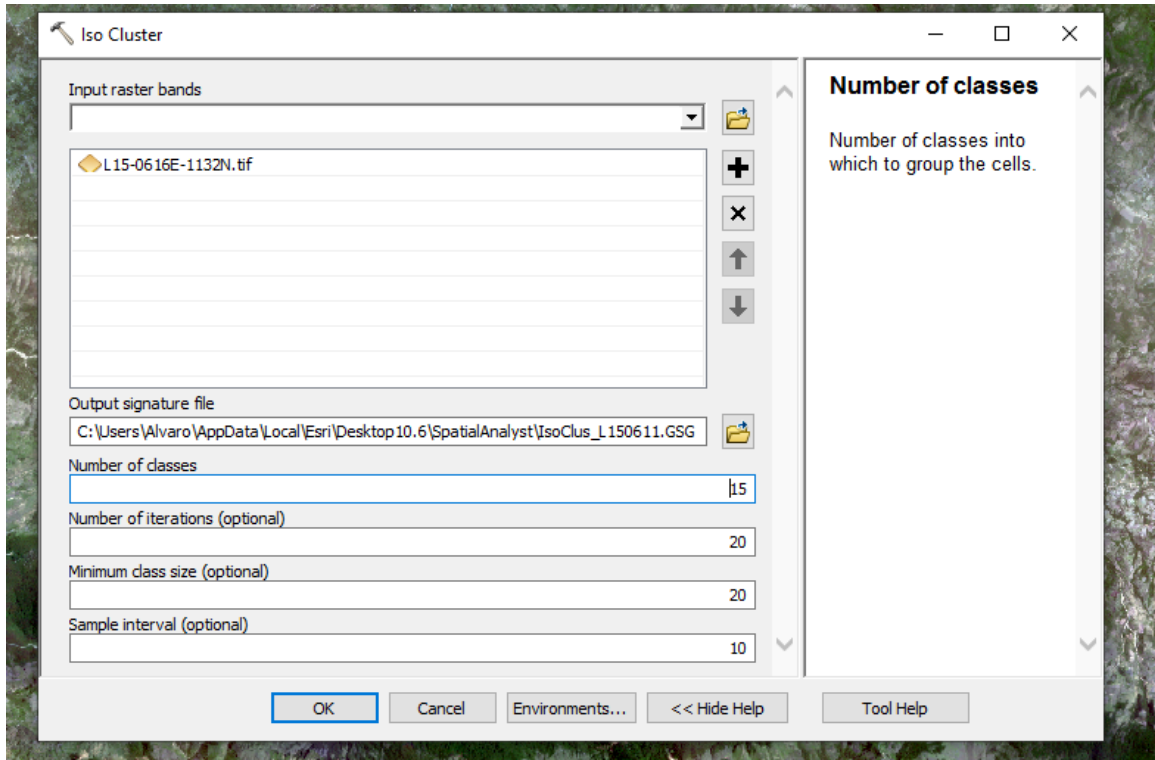 Iso Cluster
Input raster bands
L15-0616E-1132N.tif
Output signature file
C:\Users\Alvaro\AppData\Local\Esri\Desktop10.6\SpatialAnalyst\IsoClus_L150611.GSG
Number of classes
15
Number of iterations (optional)
20
Minimum class size (optional)
20
Sample interval (optional)
10
OK
Cancel
Environments...
<< Hide Help
Tool Help
Number of classes
Number of classes into
which to group the cells.